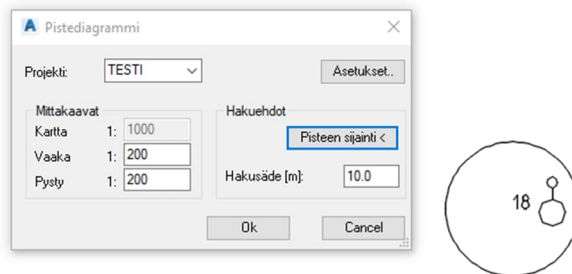 Pistediagrammi
Projekti: TESTI Asetukset..
Mittakaavat
Kartta 1: 1000
Vaaka 1: 200
Pysty 1: 200
Hakuehdot
Pisteen sijainti <
Hakusäde [m]: 10.0
Ok Cancel
18